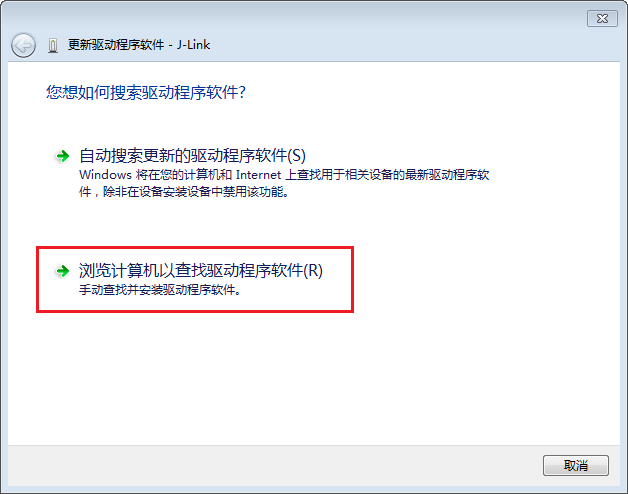 更新驱动程序软件 - J-Link
您想如何搜索驱动程序软件?
自动搜索更新的驱动程序软件(S)
Windows 将在您的计算机和 Internet 上查找用于相关设备的最新驱动程序软
件，除非在设备安装设备中禁用该功能。
浏览计算机以查找驱动程序软件(R)
手动查找并安装驱动程序软件。
取消